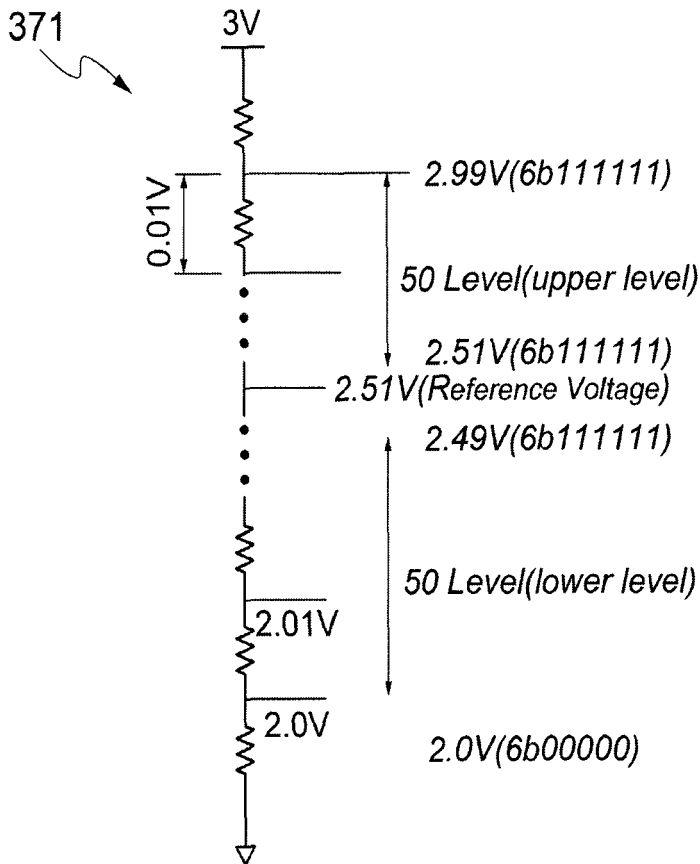 371
3V
2.99V(6b111111)
0.01V
50 Level(upper level)
2.51V(6b111111)
2.51V(Reference Voltage)
2.49V(6b111111)
50 Level(lower level)
2.01V
2.0V
2.0V(6b00000)